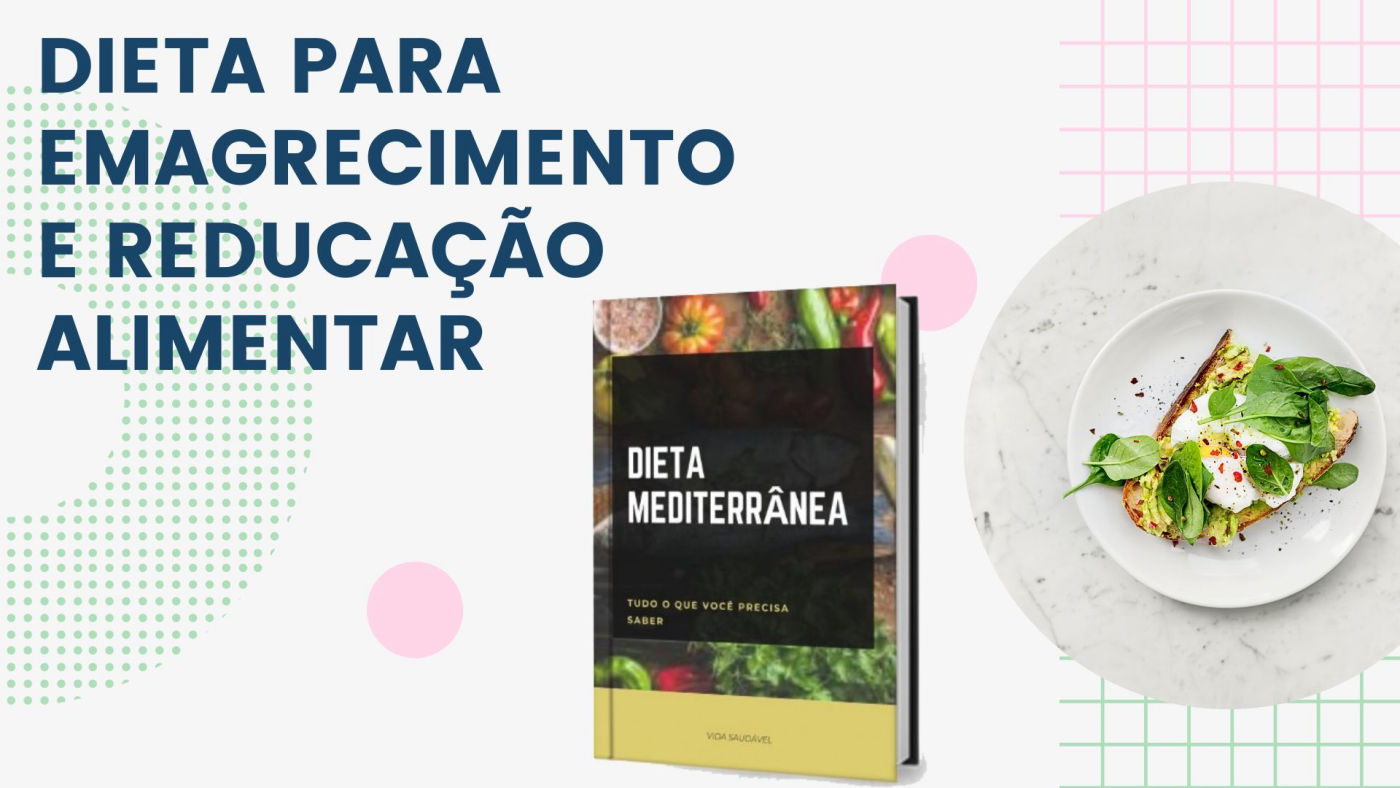 DIETA PARA
EMAGRECIMENTO
E REDUCAÇÃO
ALIMENTAR
DIETA
MEDITERRÂNEA
TUDO O QUE VOCÊ PRECISA
SABER
VIDA SAUDÁVEL